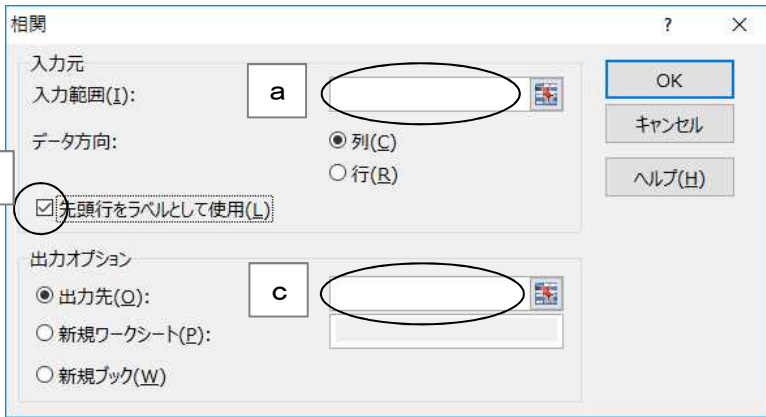 相関 ? ×
入力元
入力範囲(I): a
データ方向: ◉列(C)
○行(R)
☑先頭行をラベルとして使用(L)
出力オプション
◉出力先(O): c
○新規ワークシート(P):
○新規ブック(W)
OK
キャンセル
ヘルプ(H)